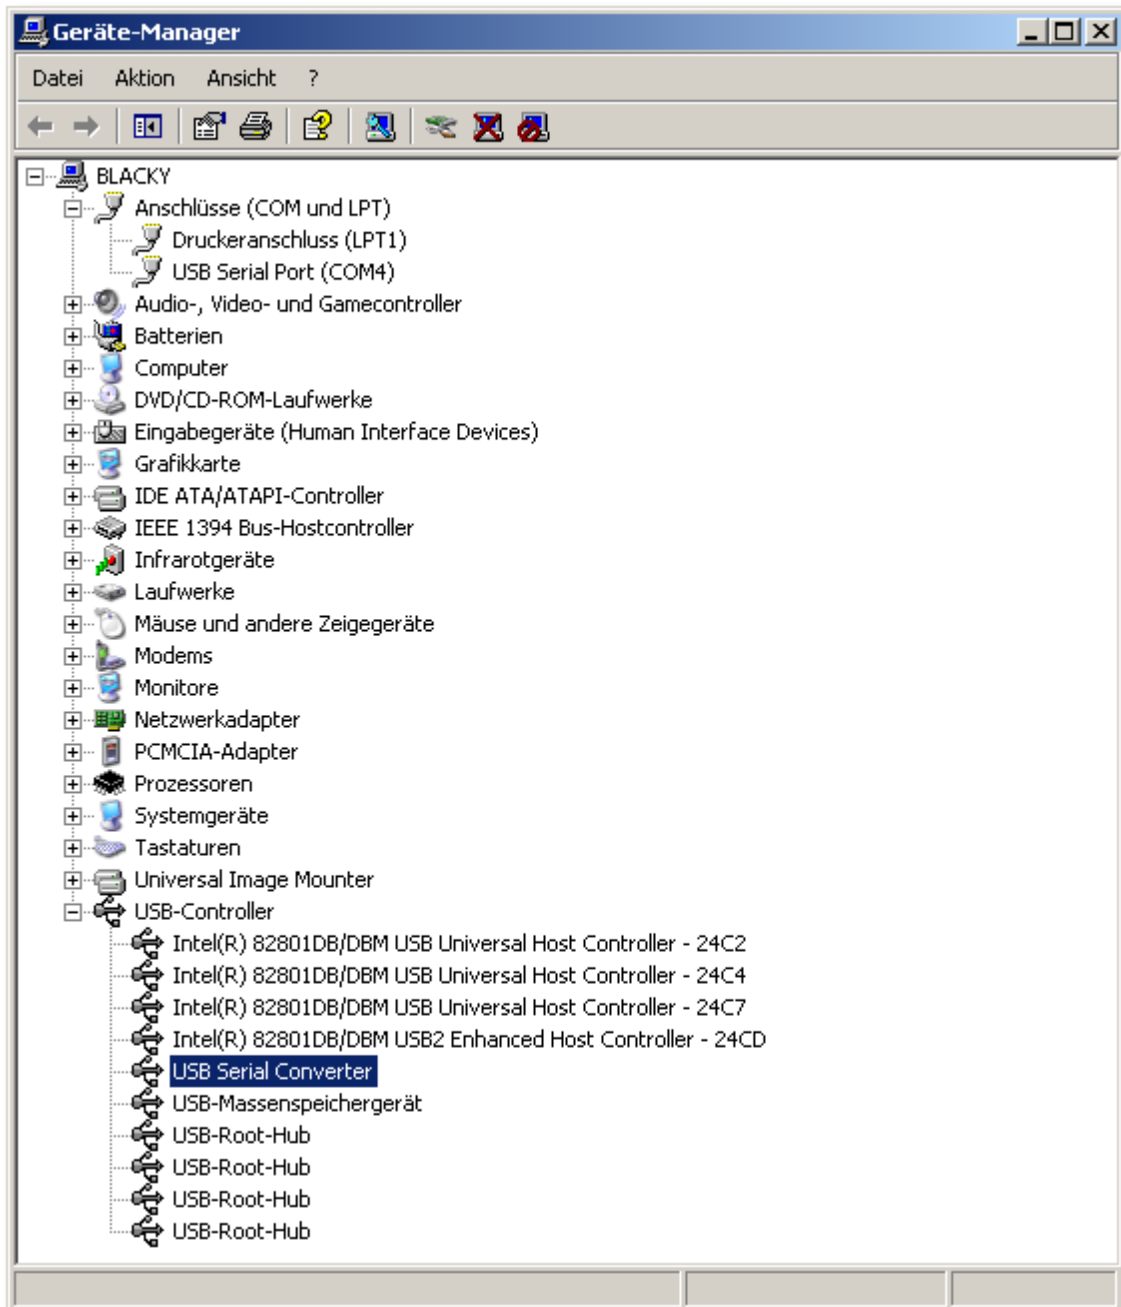 Geräte-Manager
Datei Aktion Ansicht ?
BLACKY
Anschlüsse (COM und LPT)
Druckeranschluss (LPT1)
USB Serial Port (COM4)
Audio-, Video- und Gamecontroller
Batterien
Computer
DVD/CD-ROM-Laufwerke
Eingabegeräte (Human Interface Devices)
Grafikkarte
IDE ATA/ATAPI-Controller
IEEE 1394 Bus-Hostcontroller
Infrarotgeräte
Laufwerke
Mäuse und andere Zeigegeräte
Modems
Monitore
Netzwerkadapter
PCMCIA-Adapter
Prozessoren
Systemgeräte
Tastaturen
Universal Image Mounter
USB-Controller
Intel(R) 82801DB/DBM USB Universal Host Controller - 24C2
Intel(R) 82801DB/DBM USB Universal Host Controller - 24C4
Intel(R) 82801DB/DBM USB Universal Host Controller - 24C7
Intel(R) 82801DB/DBM USB2 Enhanced Host Controller - 24CD
USB Serial Converter
USB-Massenspeichergerät
USB-Root-Hub
USB-Root-Hub
USB-Root-Hub
USB-Root-Hub